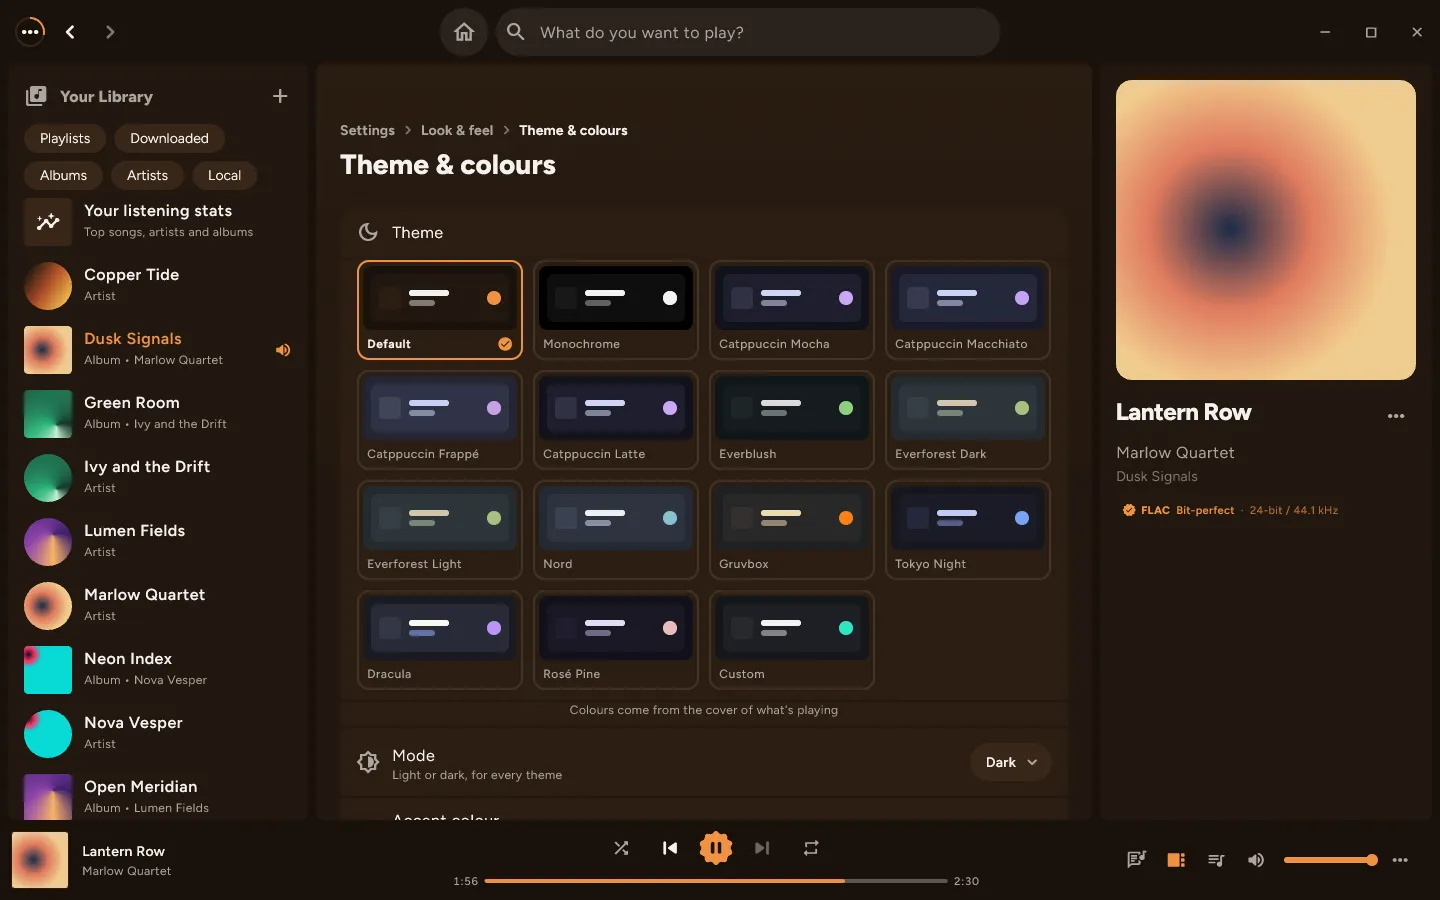 What do you want to play?
Your Library
Playlists
Downloaded
Albums
Artists
Local
Your listening stats
Top songs, artists and albums
Copper Tide
Artist
Dusk Signals
Album • Marlow Quartet
Green Room
Album • Ivy and the Drift
Ivy and the Drift
Artist
Lumen Fields
Artist
Marlow Quartet
Artist
Neon Index
Album • Nova Vesper
Nova Vesper
Artist
Open Meridian
Album • Lumen Fields
Settings > Look & feel > Theme & colours
Theme & colours
Theme
Default
Monochrome
Catppuccin Mocha
Catppuccin Macchiato
Catppuccin Frappé
Catppuccin Latte
Everblush
Everforest Dark
Everforest Light
Nord
Gruvbox
Tokyo Night
Dracula
Rosé Pine
Custom
Colours come from the cover of what's playing
Mode
Light or dark, for every theme
Dark
Accent colour
Lantern Row
Marlow Quartet
Dusk Signals
FLAC Bit-perfect · 24-bit / 44.1 kHz
Lantern Row
Marlow Quartet
1:56
2:30